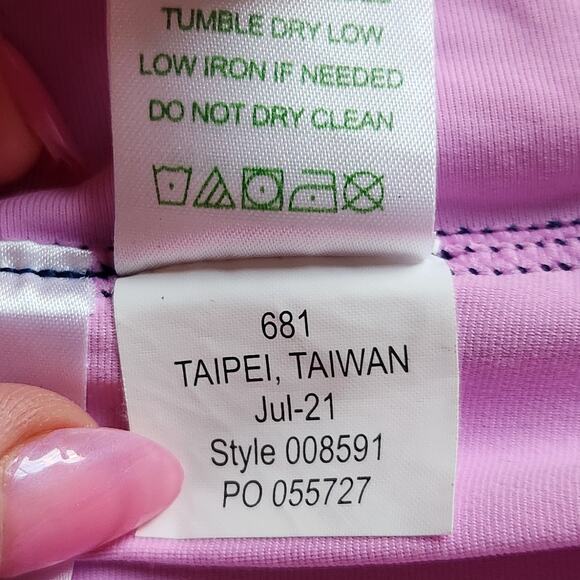 TUMBLE DRY LOW
LOW IRON IF NEEDED
DO NOT DRY CLEAN
681
TAIPEI, TAIWAN
Jul-21
Style 008591
PO 055727